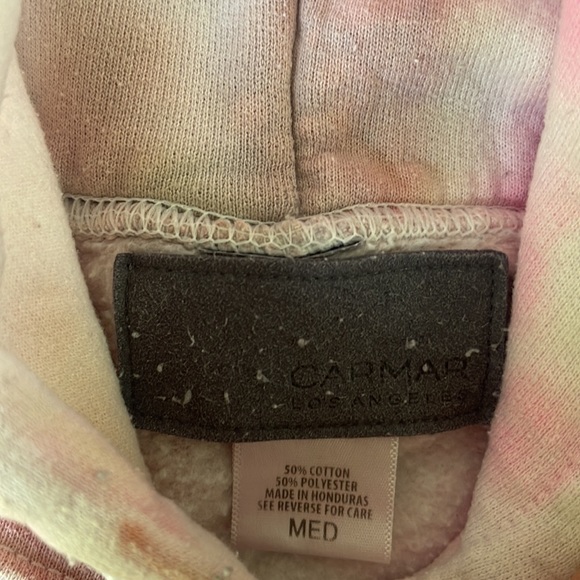 CARMAR
LOS ANGELES
50% COTTON
50% POLYESTER
MADE IN HONDURAS
SEE REVERSE FOR CARE
MED